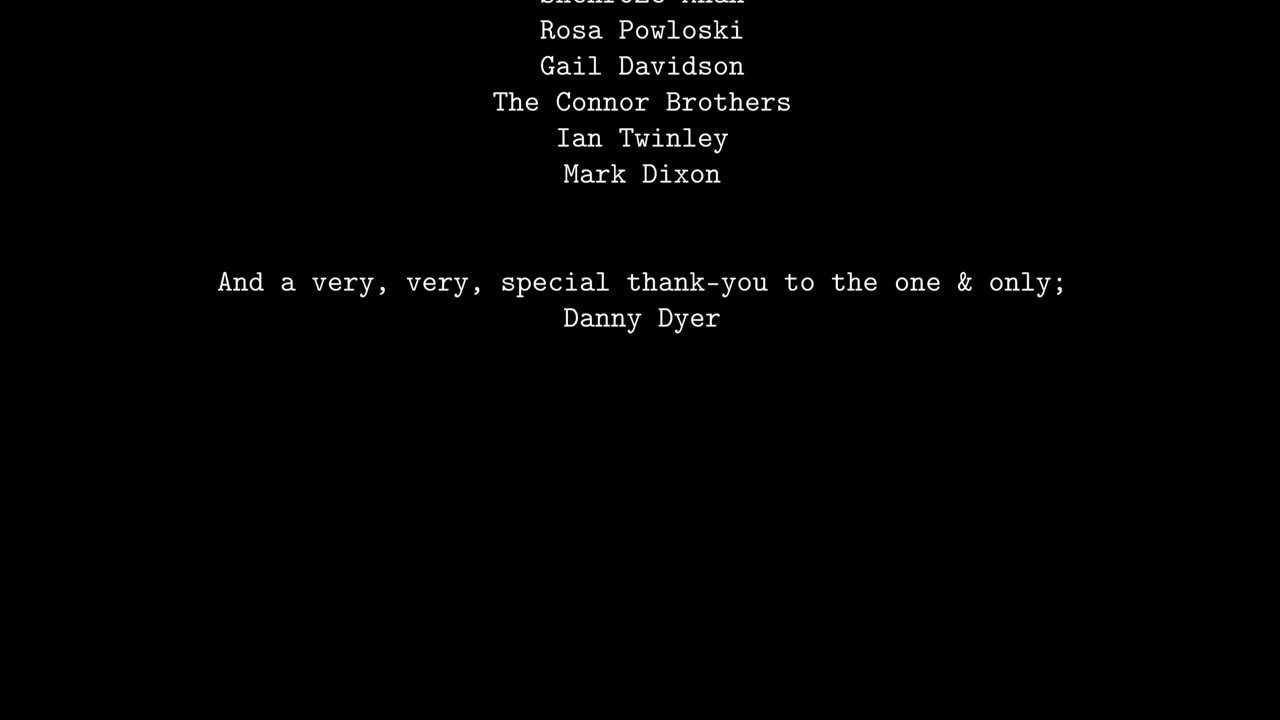 Rosa Powloski
Gail Davidson
The Connor Brothers
Ian Twinley
Mark Dixon
And a very, very, special thank-you to the one & only;
Danny Dyer